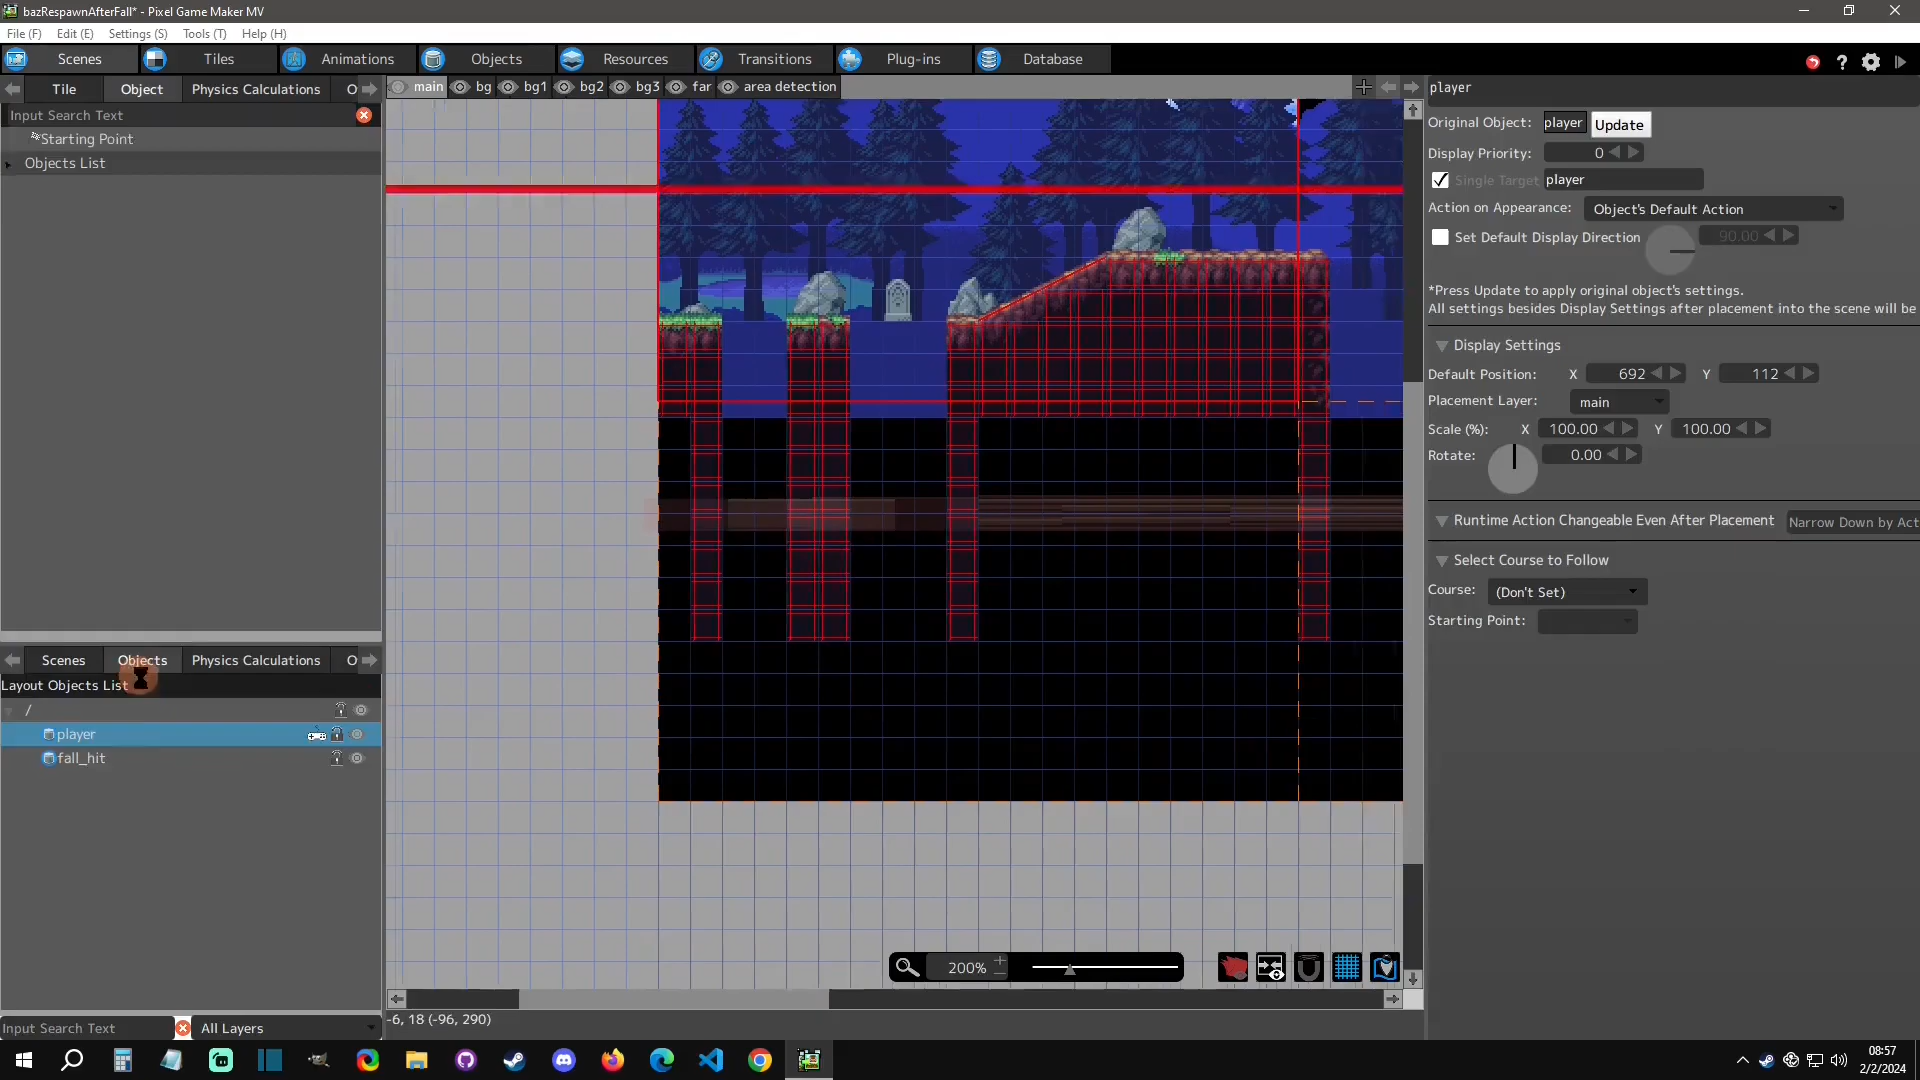 bazRespawnAfterFall* - Pixel Game Maker MV
File (F) Edit (E) Settings (S) Tools (T) Help (H)
Scenes Tiles Animations Objects Resources Transitions Plug-ins Database
Tile Object Physics Calculations O
main bg bg1 bg2 bg3 far area detection
Input Search Text
Starting Point
Objects List
Scenes Objects Physics Calculations O
Layout Objects List
/
player
fall_hit
Input Search Text All Layers
200%
-6, 18 (-96, 290)
player
Original Object: player Update
Display Priority: 0
Single Target player
Action on Appearance: Object's Default Action
Set Default Display Direction 90.00
*Press Update to apply original object's settings.
All settings besides Display Settings after placement into the scene will be
Display Settings
Default Position: X 692 Y 112
Placement Layer: main
Scale (%): X 100.00 Y 100.00
Rotate: 0.00
Runtime Action Changeable Even After Placement Narrow Down by Act
Select Course to Follow
Course: (Don't Set)
Starting Point:
08:57
2/2/2024